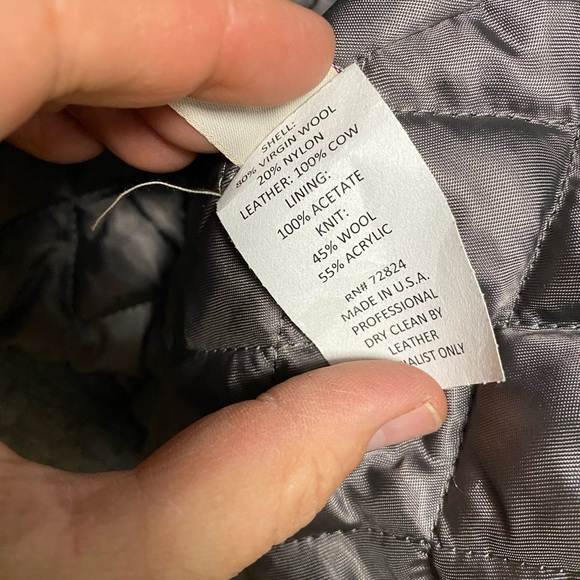 SHELL:
80% VIRGIN WOOL
20% NYLON
LEATHER: 100% COW
LINING:
100% ACETATE
KNIT:
45% WOOL
55% ACRYLIC
RN# 72824
MADE IN U.S.A.
PROFESSIONAL
DRY CLEAN BY
LEATHER
ONLY